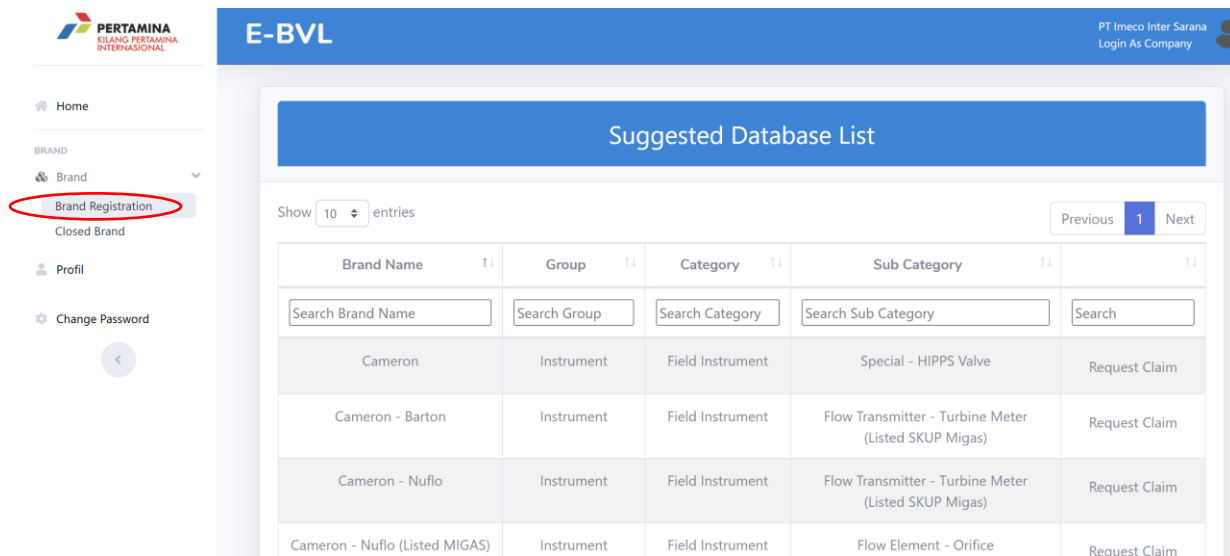 PERTAMINA
KILANG PERTAMINA
INTERNASIONAL
E-BVL
PT Imeco Inter Sarana
Login As Company
Home
BRAND
Brand
Brand Registration
Closed Brand
Profil
Change Password
Suggested Database List
Show 10 entries
Previous 1 Next
Brand Name Group Category Sub Category
Search Brand Name Search Group Search Category Search Sub Category Search
Cameron Instrument Field Instrument Special - HIPPS Valve Request Claim
Cameron - Barton Instrument Field Instrument Flow Transmitter - Turbine Meter
(Listed SKUP Migas) Request Claim
Cameron - Nuflo Instrument Field Instrument Flow Transmitter - Turbine Meter
(Listed SKUP Migas) Request Claim
Cameron - Nuflo (Listed MIGAS) Instrument Field Instrument Flow Element - Orifice Request Claim